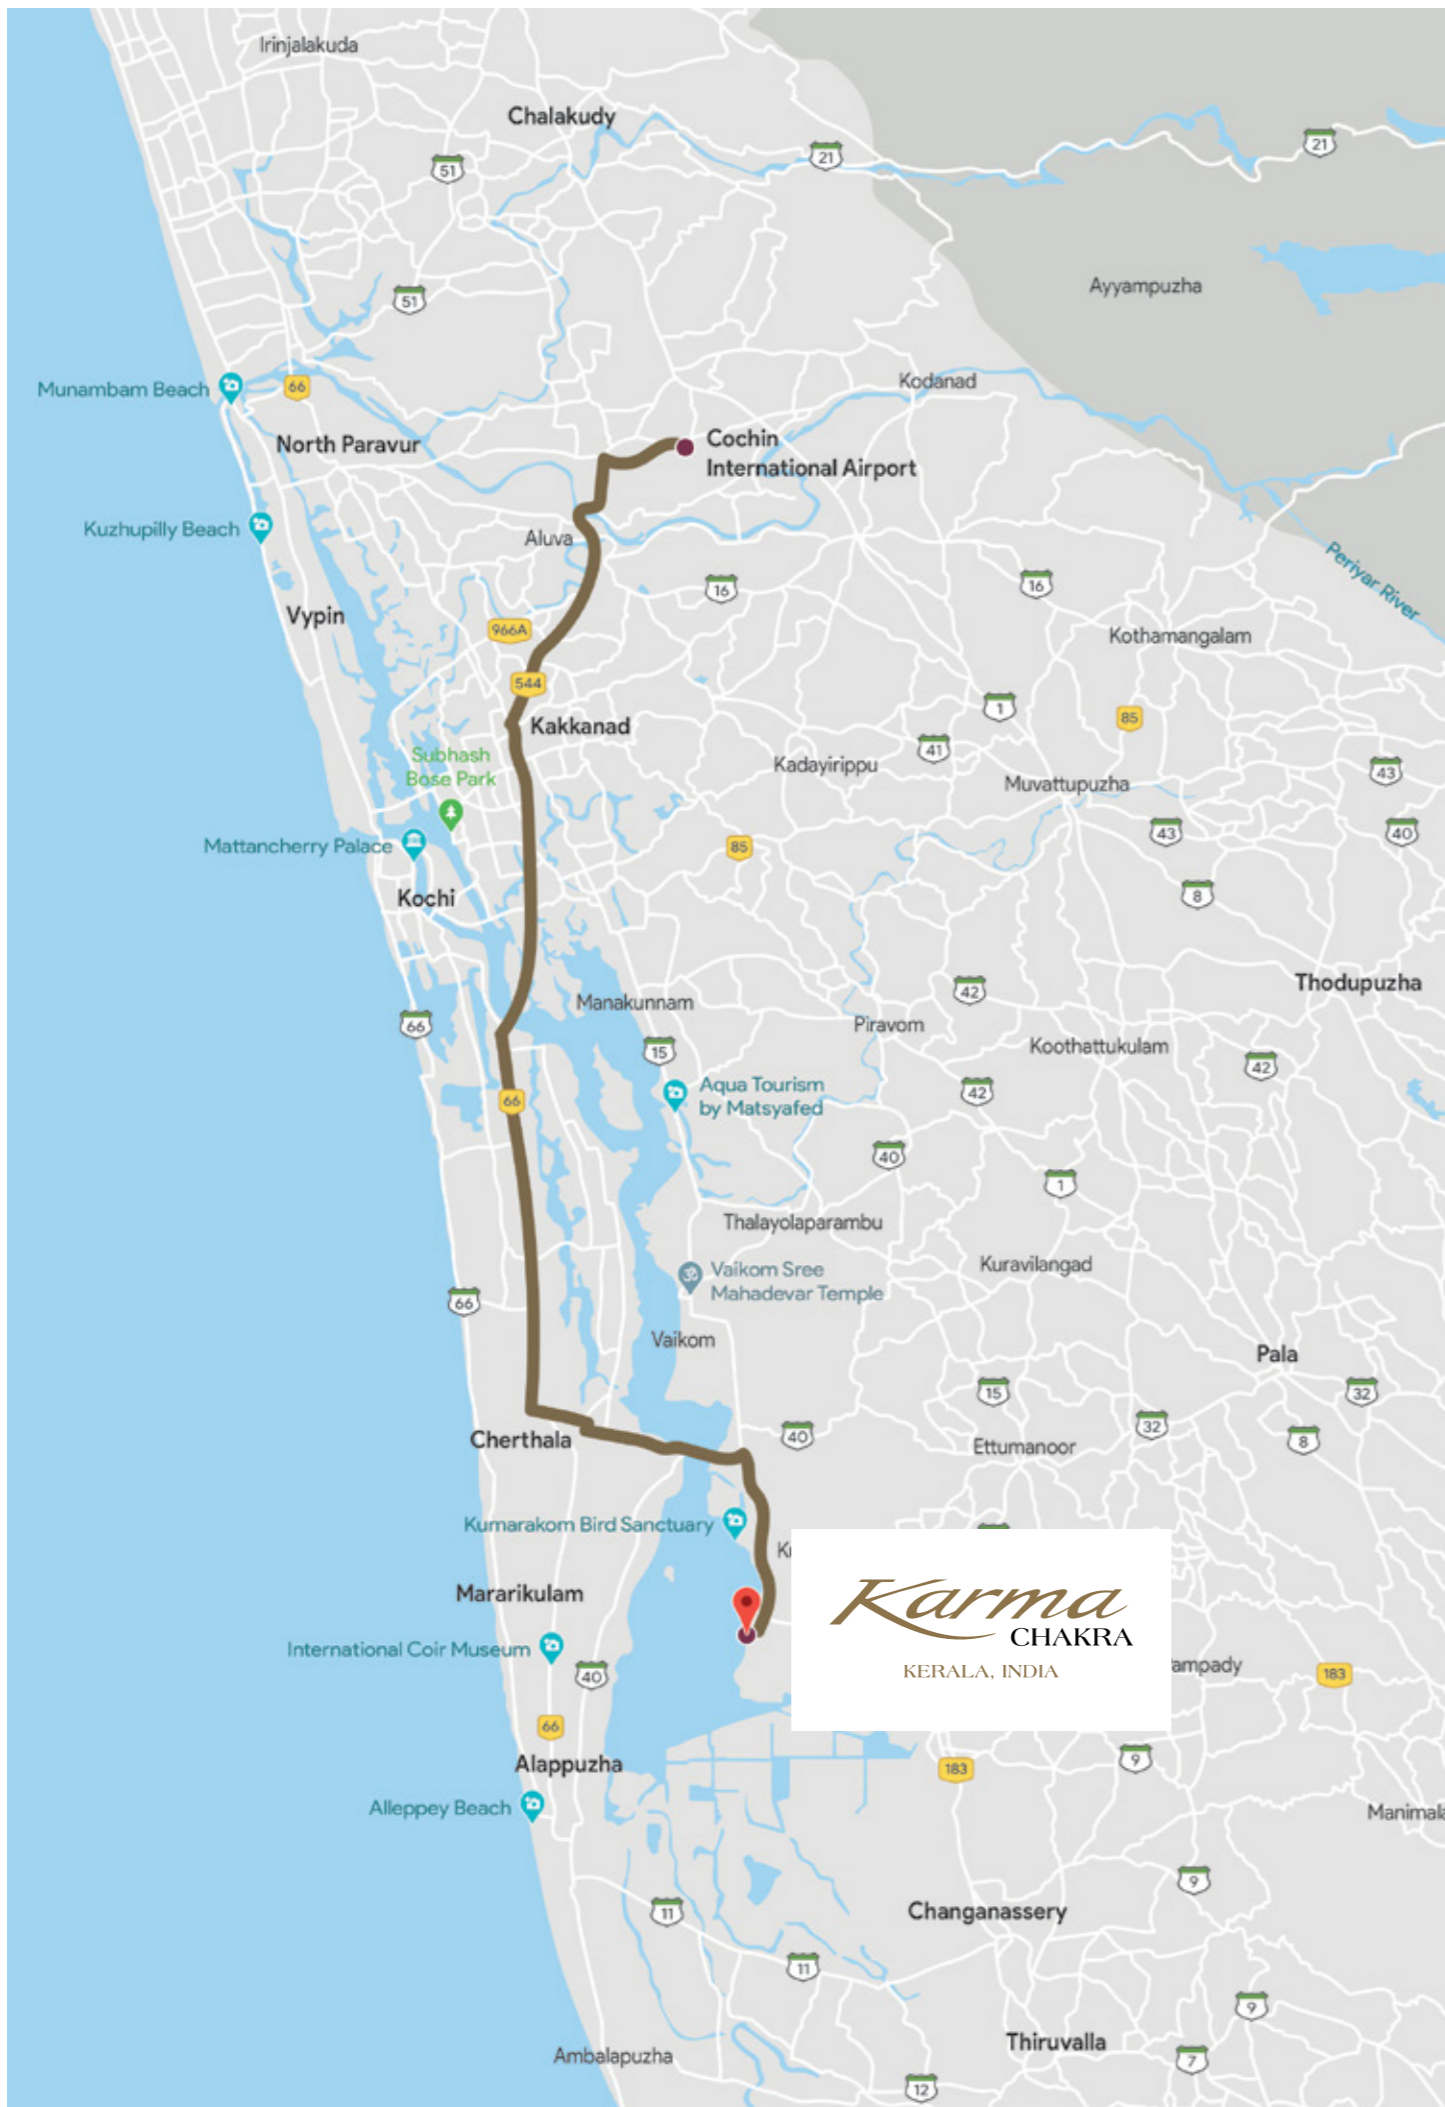 Irinjalakuda
Chalakudy
21
21
51
Ayyampuzha
51
Kodanad
Munambam Beach
66
North Paravur
Cochin
International Airport
Kuzhupilly Beach
Aluva
Periyar River
16
16
Vypin
966A
Kothamangalam
544
1
85
Kakkanad
41
Subhash
Bose Park
Kadayirippu
43
Muvattupuzha
Mattancherry Palace
85
43
40
Kochi
8
Thodupuzha
42
Manakunnam
66
Piravom
15
Koothattukulam
42
Aqua Tourism
by Matsyafed
66
42
40
1
Thalayolaparambu
Kuravilangad
Vaikom Sree
Mahadevar Temple
66
Vaikom
Pala
15
32
Cherthala
40
32
8
Ettumanoor
Kumarakom Bird Sanctuary
Karma
CHAKRA
KERALA, INDIA
Mararikulam
International Coir Museum
40
183
66
Alappuzha
183
9
Alleppey Beach
9
11
Changanassery
11
9
Thiruvalla
Ambalapuzha
7
12